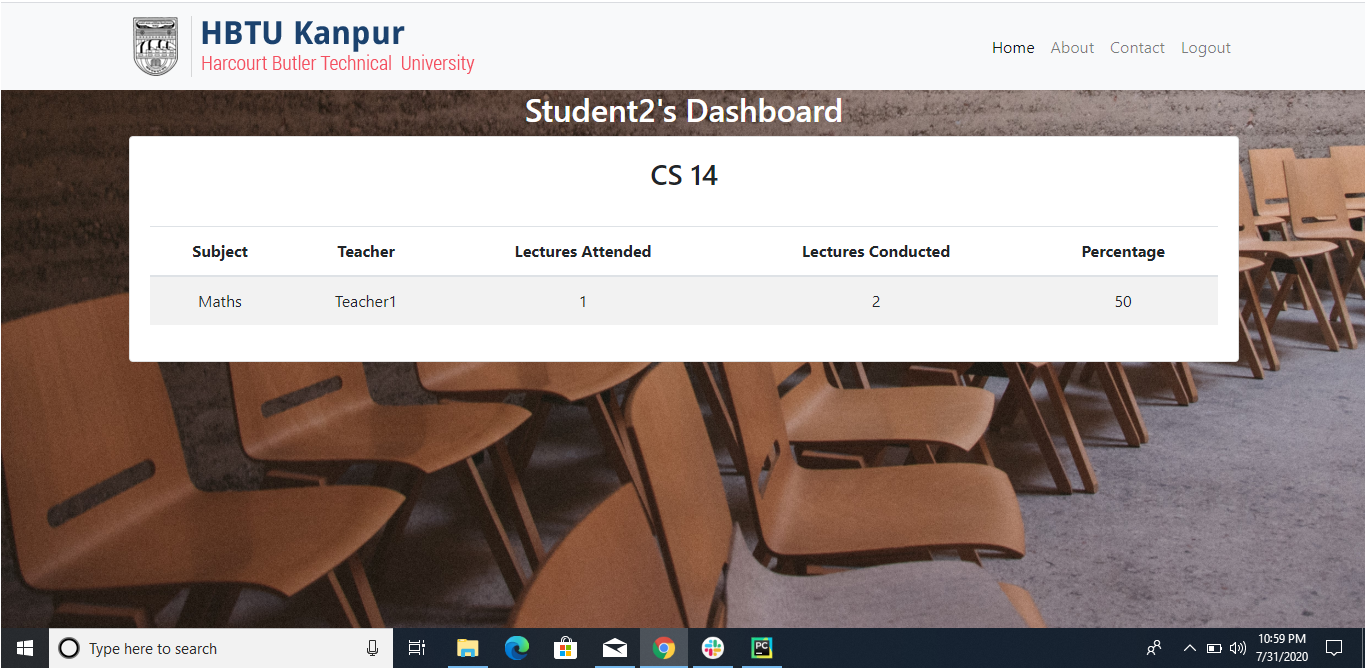 HBTU Kanpur
Harcourt Butler Technical University
Home About Contact Logout
Student2's Dashboard
CS 14
Subject Teacher Lectures Attended Lectures Conducted Percentage
Maths Teacher1 1 2 50
Type here to search
PC
10:59 PM
7/31/2020